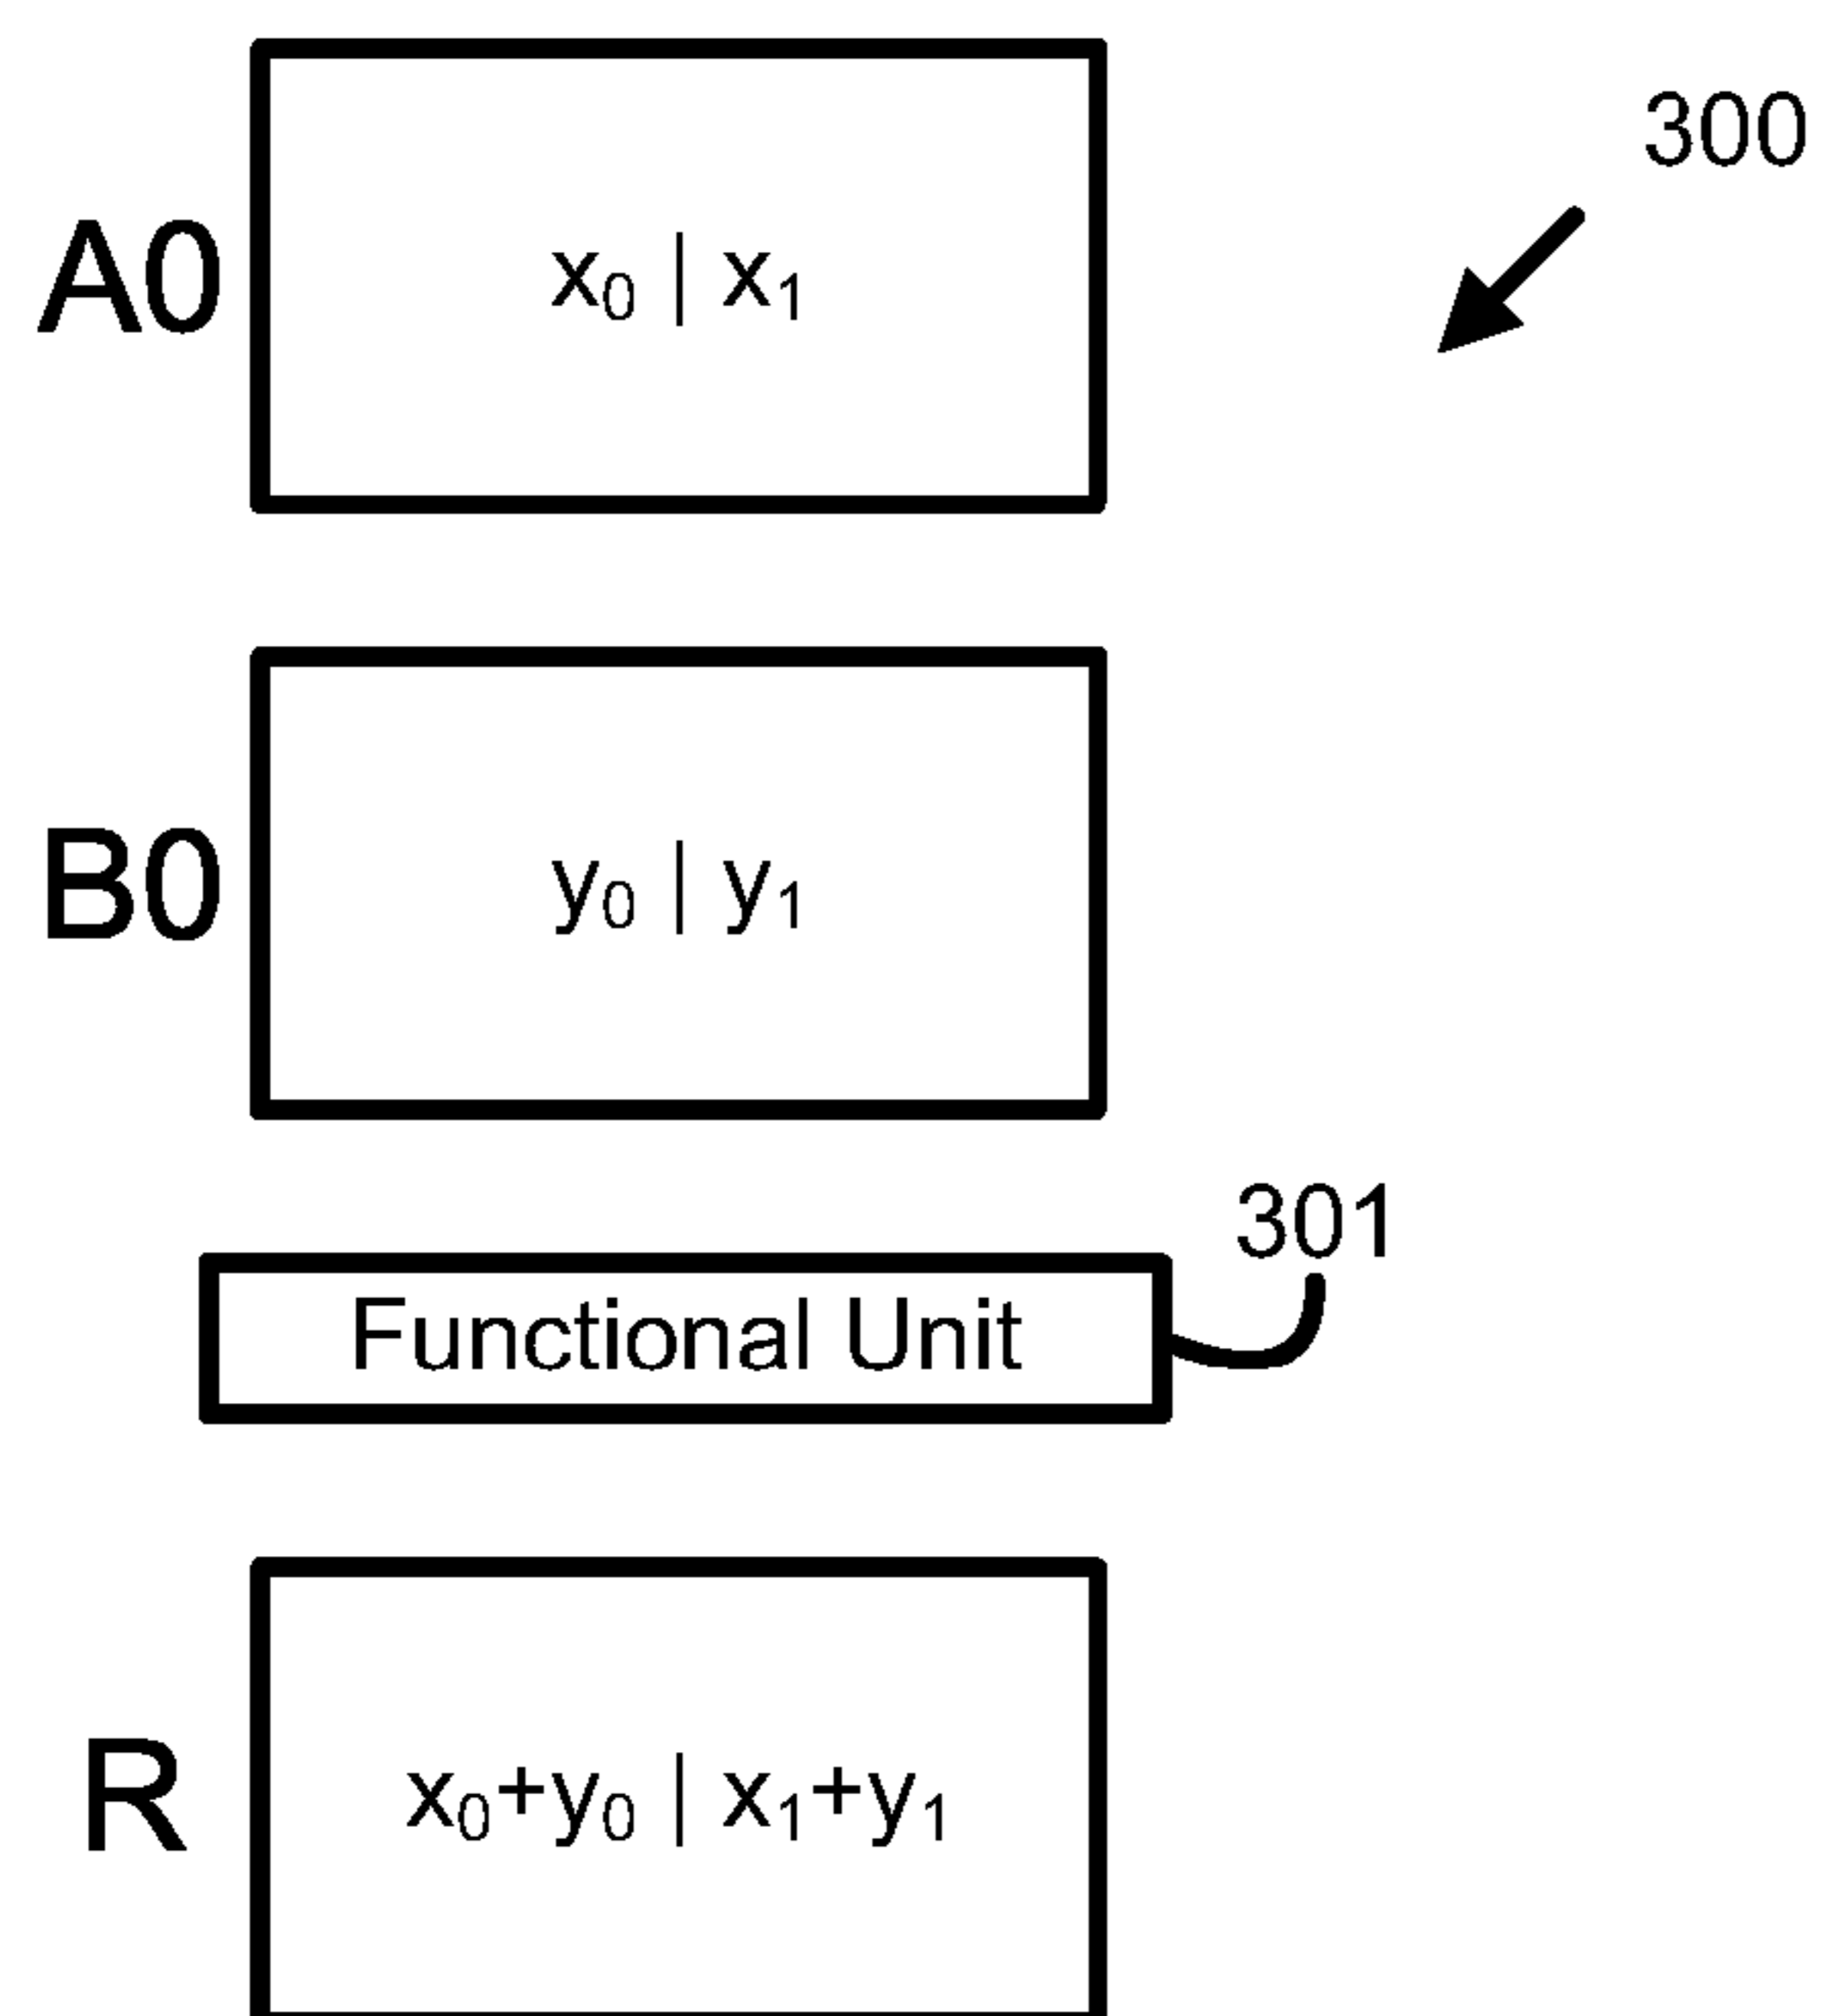 300
A0
x₀ | x₁
B0
y₀ | y₁
301
Functional Unit
R
x₀+y₀ | x₁+y₁